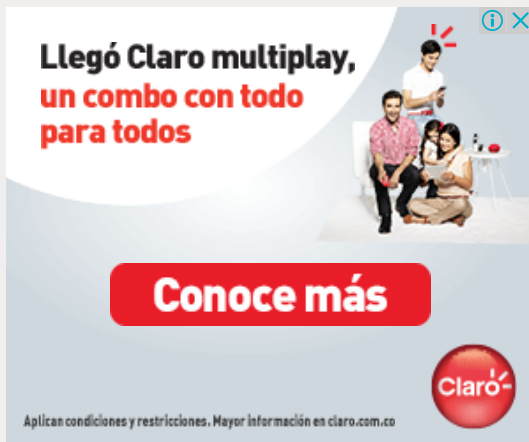 Llegó Claro multiplay,
un combo con todo
para todos
Conoce más
Claro
Aplican condiciones y restricciones. Mayor información en claro.com.co